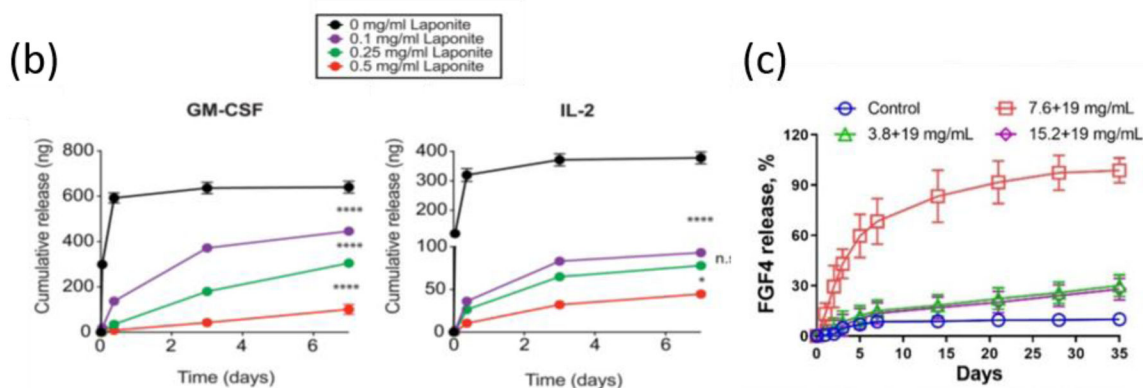 0 mg/ml Laponite
0.1 mg/ml Laponite
0.25 mg/ml Laponite
0.5 mg/ml Laponite
(b)
GM-CSF
Cumulative release (ng)
800
600
400
200
0
****
****
****
0 2 4 6
Time (days)
IL-2
Cumulative release (ng)
400
300
200
100
50
0
****
n.s
*
0 2 4 6
Time (days)
(c)
Control
7.6+19 mg/mL
3.8+19 mg/mL
15.2+19 mg/mL
FGF4 release, %
120
90
60
30
0
0 5 10 15 20 25 30 35
Days